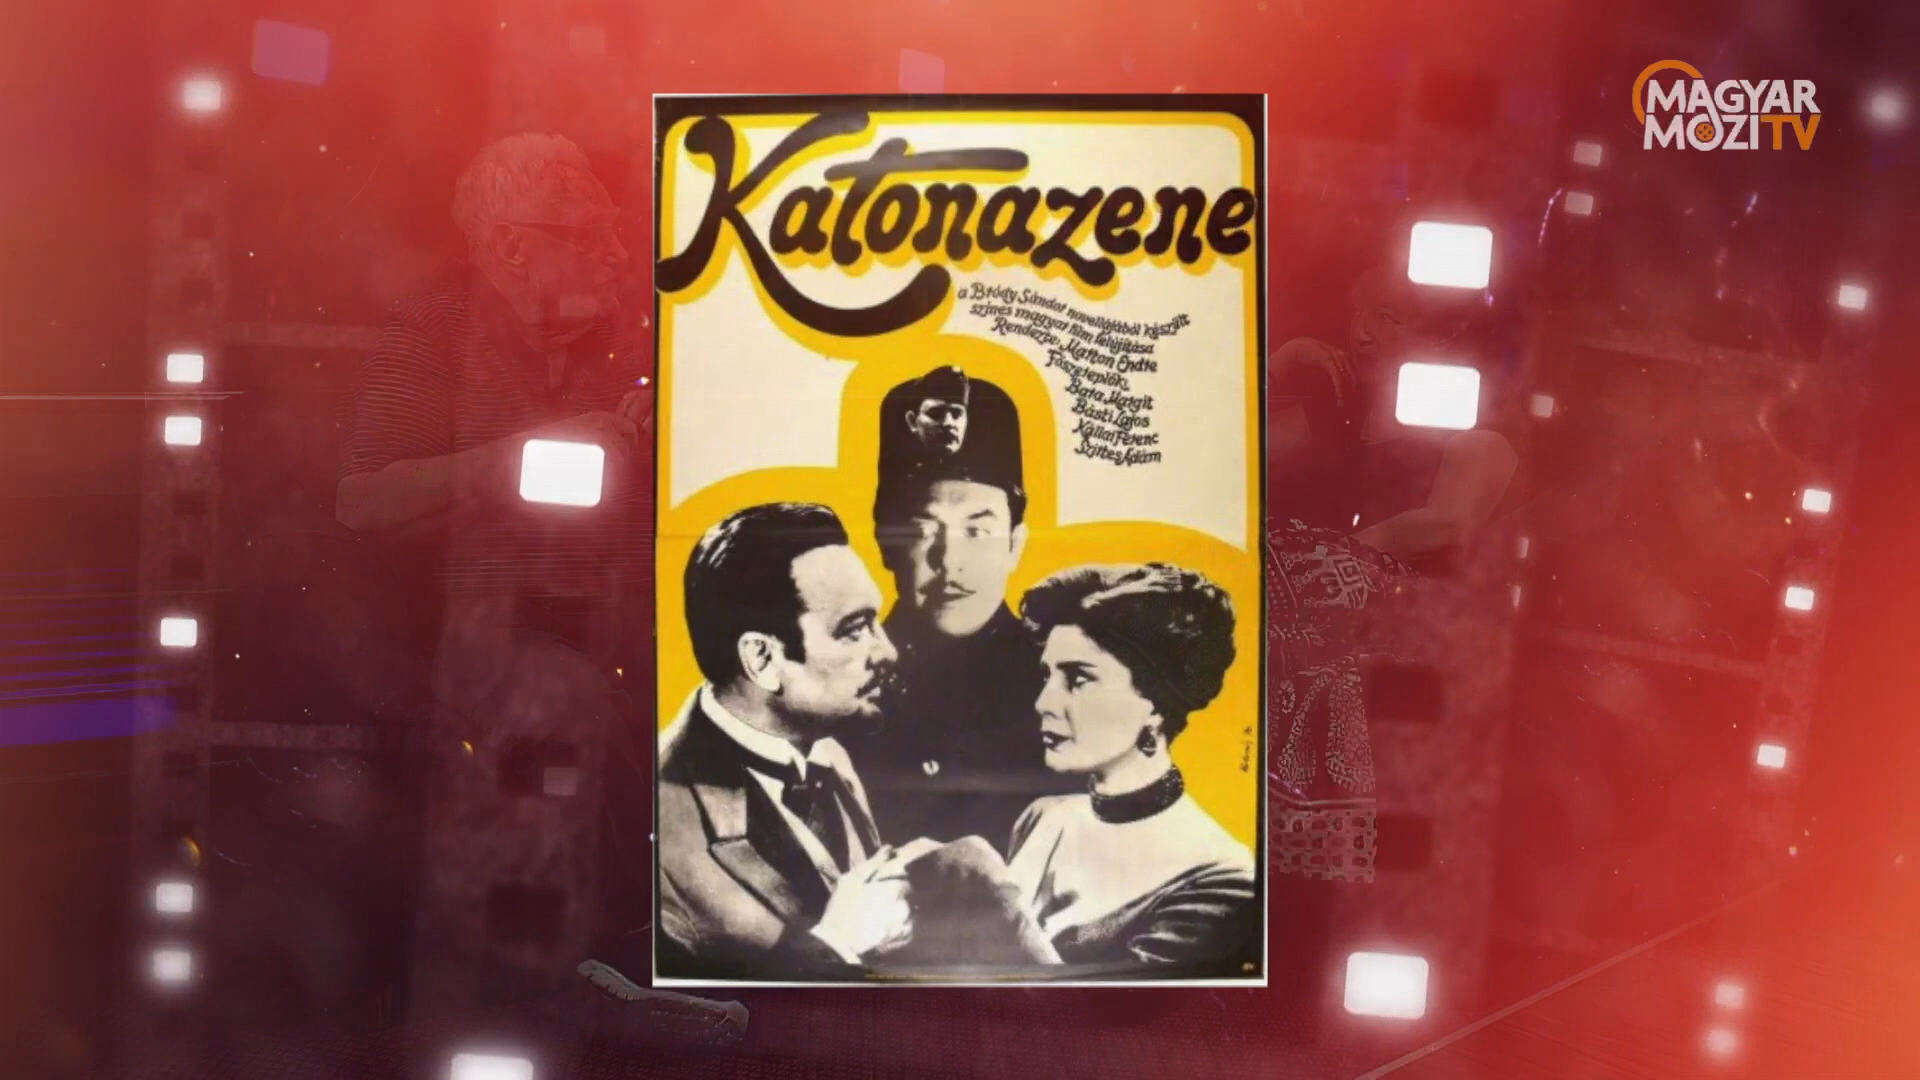 MAGYAR
MOZI TV
Katonazene
a Bródy Sándor novellájából készült
színes magyar film felújítása
Rendezte: Marton Endre
Főszereplők:
Bara Margit
Básti Lajos
Kállai Ferenc
Szirtes Ádám